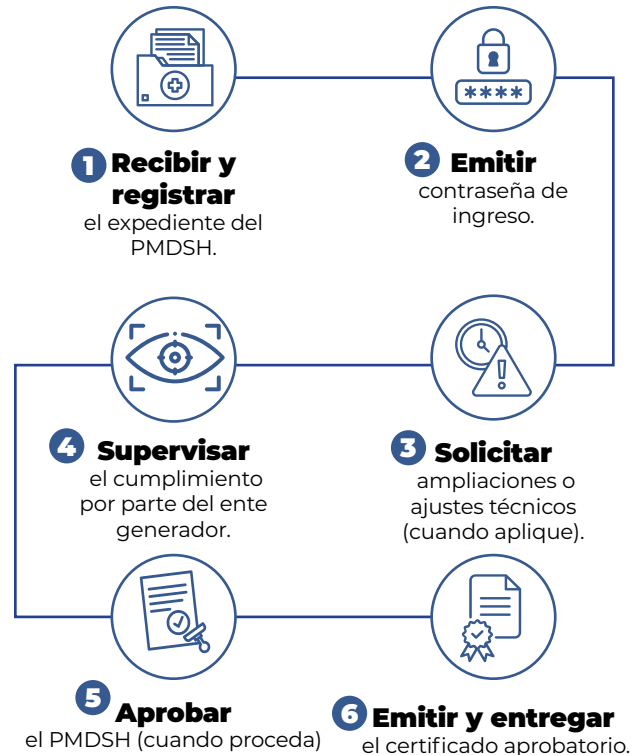 1 Recibir y
registrar
el expediente del
PMDSH.
****
2 Emitir
contraseña de
ingreso.
3 Solicitar
ampliaciones o
ajustes técnicos
(cuando aplique).
4 Supervisar
el cumplimiento
por parte del ente
generador.
5 Aprobar
el PMDSH (cuando proceda)
6 Emitir y entregar
el certificado aprobatorio.